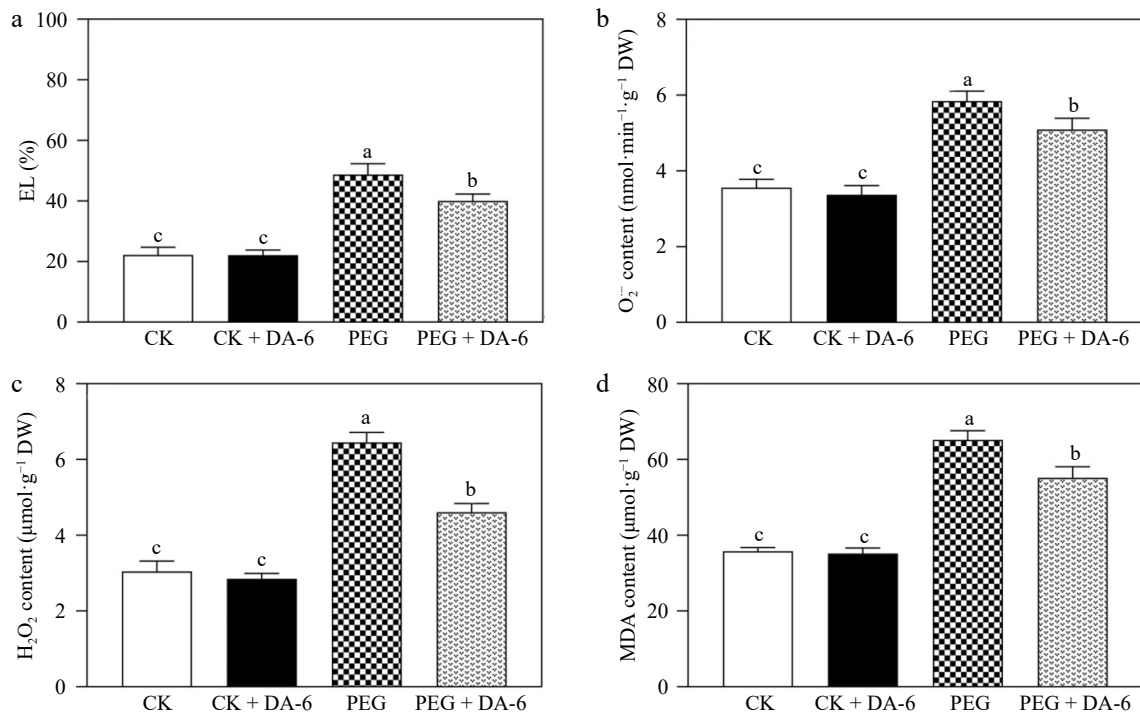 a
100
80
60
40
20
0
EL (%)
c
c
a
b
CK
CK + DA-6
PEG
PEG + DA-6
b
8
6
4
2
0
O₂·⁻ content (nmol·min⁻¹·g⁻¹ DW)
c
c
a
b
CK
CK + DA-6
PEG
PEG + DA-6
c
8
6
4
2
0
H₂O₂ content (μmol·g⁻¹ DW)
c
c
a
b
CK
CK + DA-6
PEG
PEG + DA-6
d
80
60
40
20
0
MDA content (μmol·g⁻¹ DW)
c
c
a
b
CK
CK + DA-6
PEG
PEG + DA-6